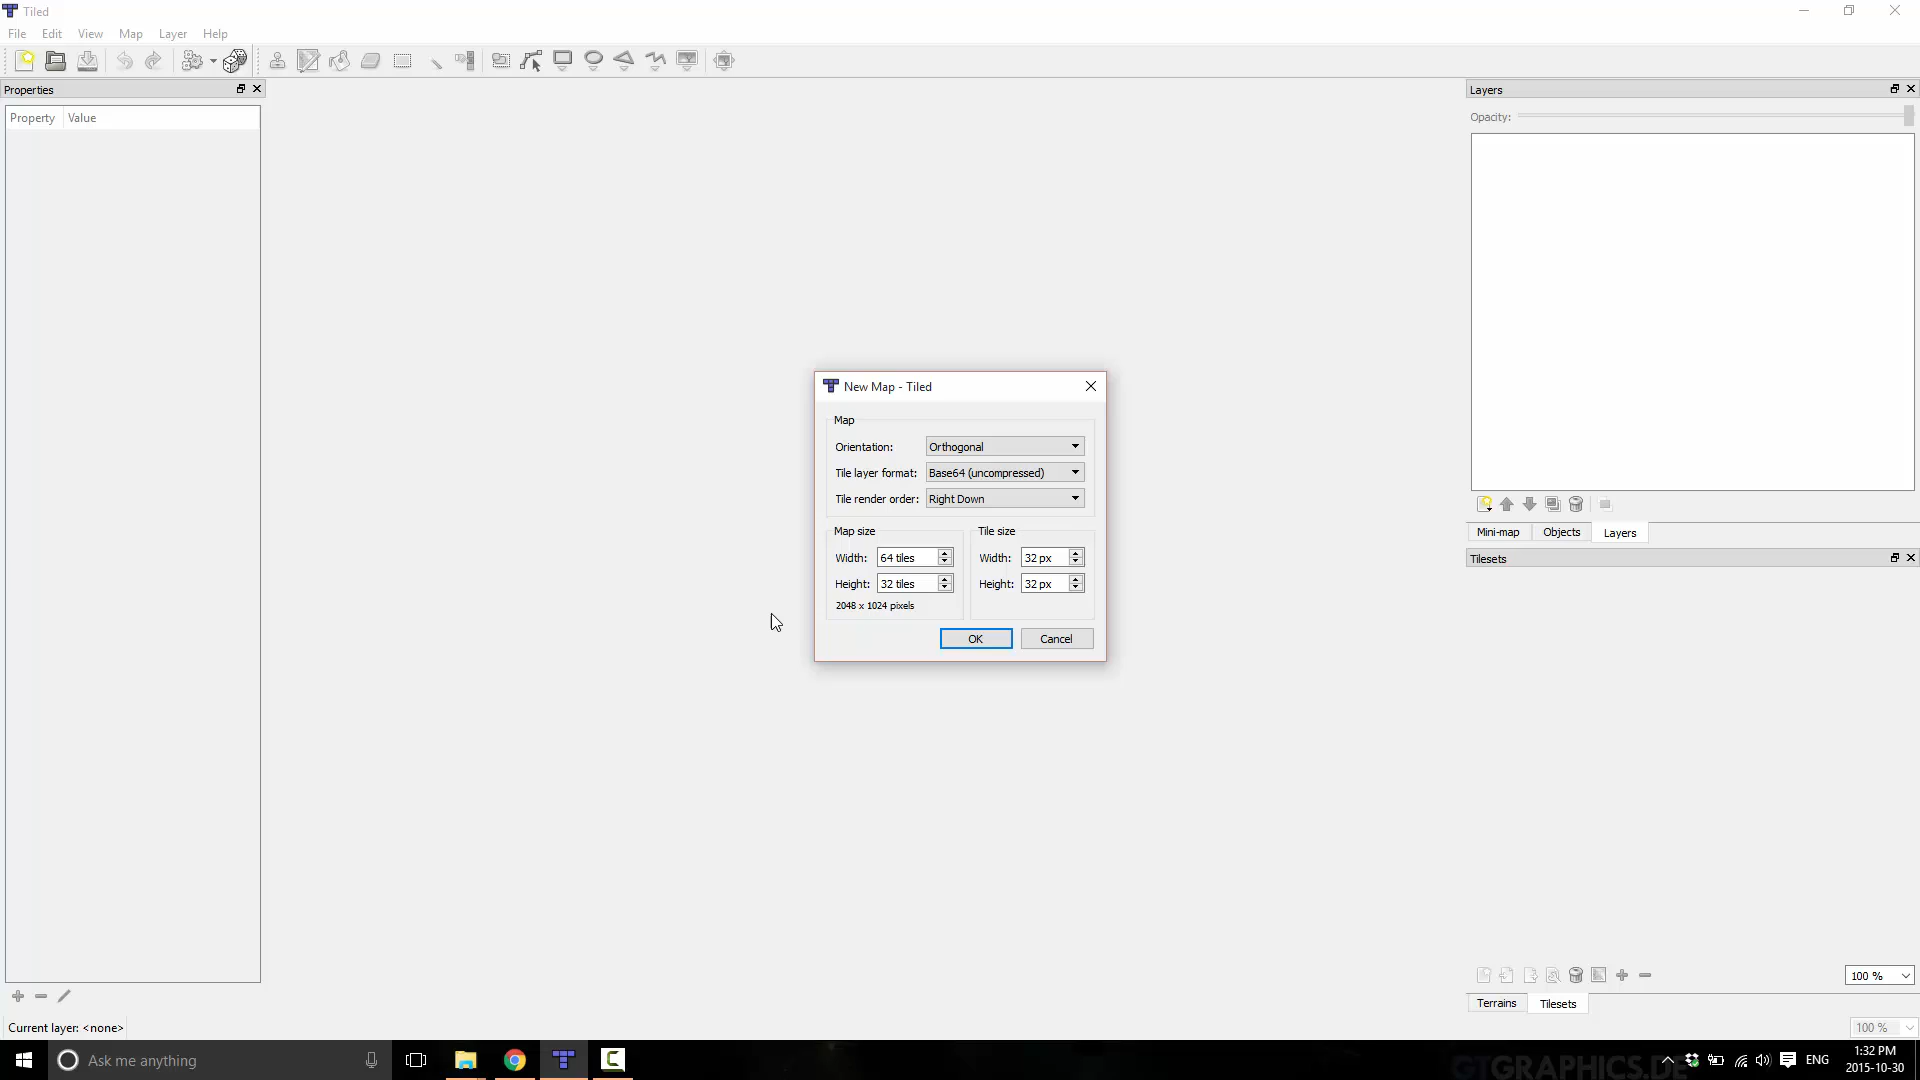 Tiled
File Edit View Map Layer Help
Properties
Property Value
Layers
Opacity:
New Map - Tiled
Map
Orientation: Orthogonal
Tile layer format: Base64 (uncompressed)
Tile render order: Right Down
Map size Tile size
Width: 64 tiles Width: 32 px
Height: 32 tiles Height: 32 px
2048 x 1024 pixels
OK Cancel
Mini-map Objects Layers
Tilesets
100 %
Terrains Tilesets
Current layer: <none>
100 %
Ask me anything
GTGRAPHICS.DE
ENG
1:32 PM
2015-10-30